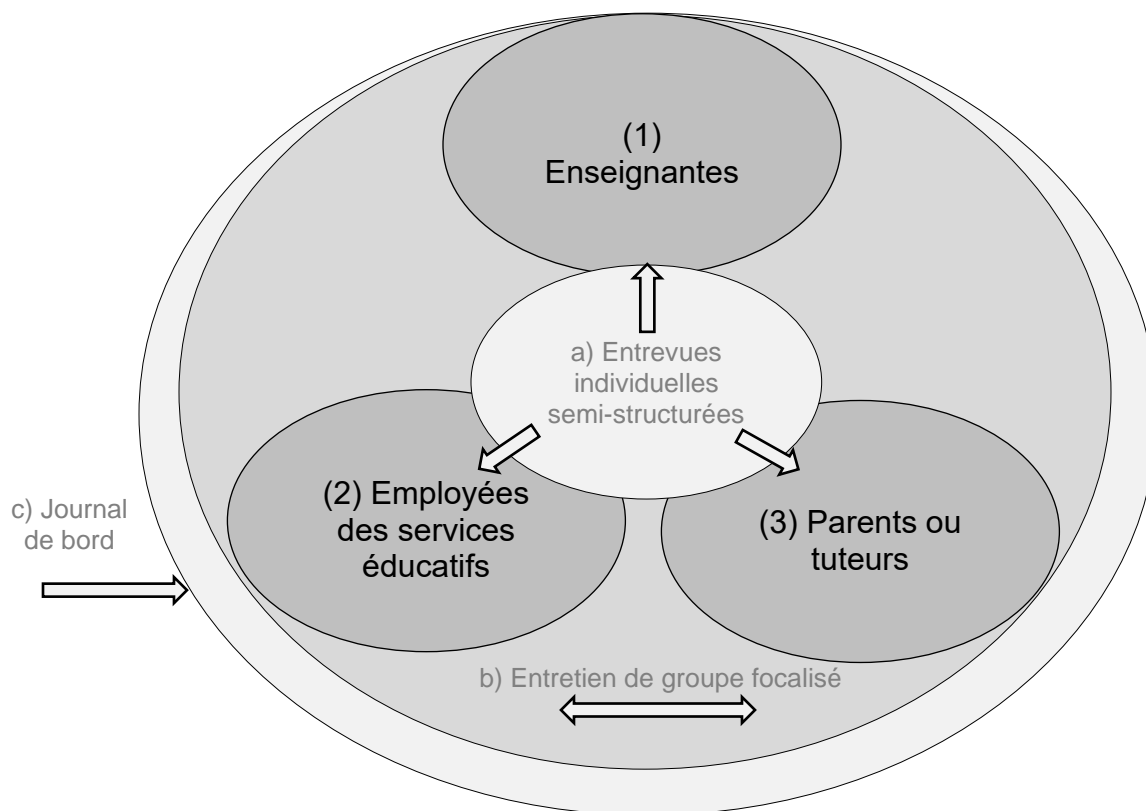 (1)
Enseignantes
a) Entrevues
individuelles
semi-structurées
(2) Employées
des services
éducatifs
(3) Parents ou
tuteurs
c) Journal
de bord
b) Entretien de groupe focalisé